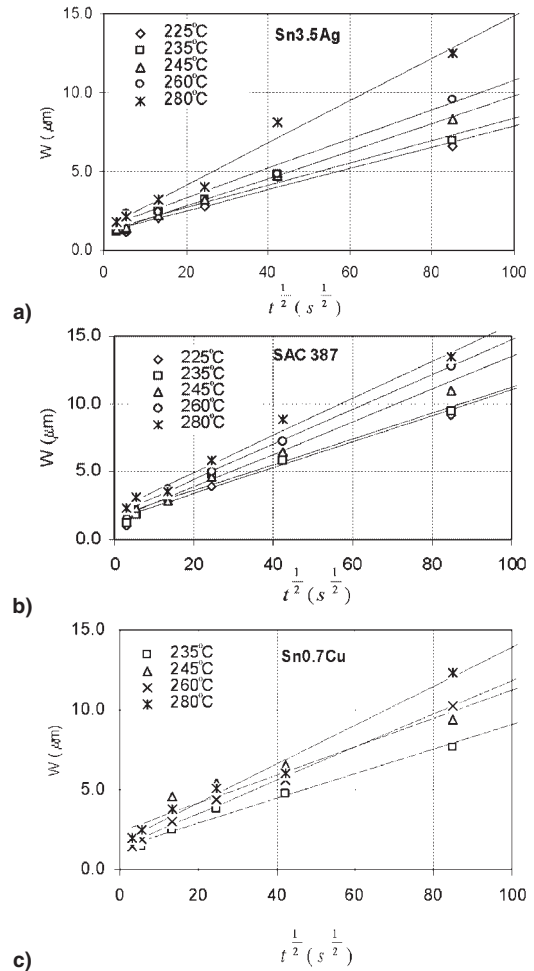 15.0
Sn3.5Ag
225°C
235°C
245°C
260°C
280°C
10.0
5.0
0.0
W (μm)
0 20 40 60 80 100
t^1/2 (s^1/2)
a)
15.0
SAC 387
225°C
235°C
245°C
260°C
280°C
10.0
5.0
0.0
W (μm)
0 20 40 60 80 100
t^1/2 (s^1/2)
b)
15.0
Sn0.7Cu
235°C
245°C
260°C
280°C
10.0
5.0
0.0
W (μm)
0 20 40 60 80 100
t^1/2 (s^1/2)
c)